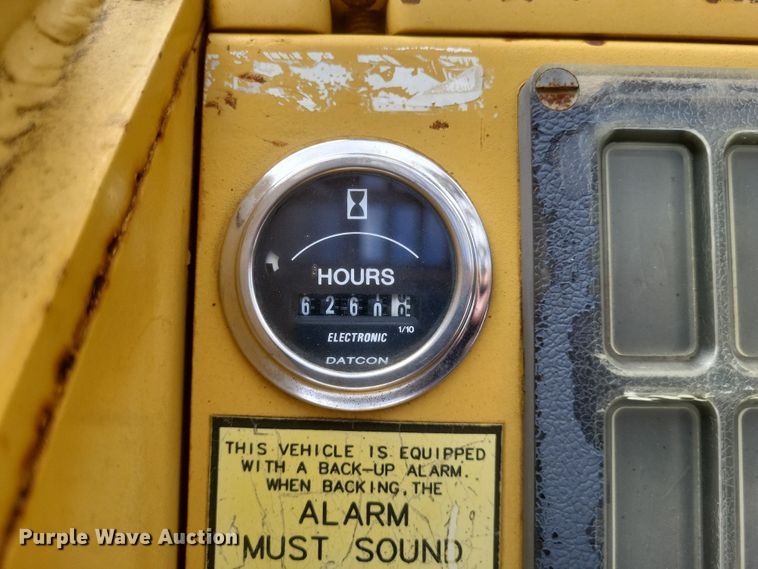 HOURS
6260
1/10
ELECTRONIC
DATCON
THIS VEHICLE IS EQUIPPED
WITH A BACK-UP ALARM.
WHEN BACKING, THE
ALARM
MUST SOUND
Purple Wave Auction